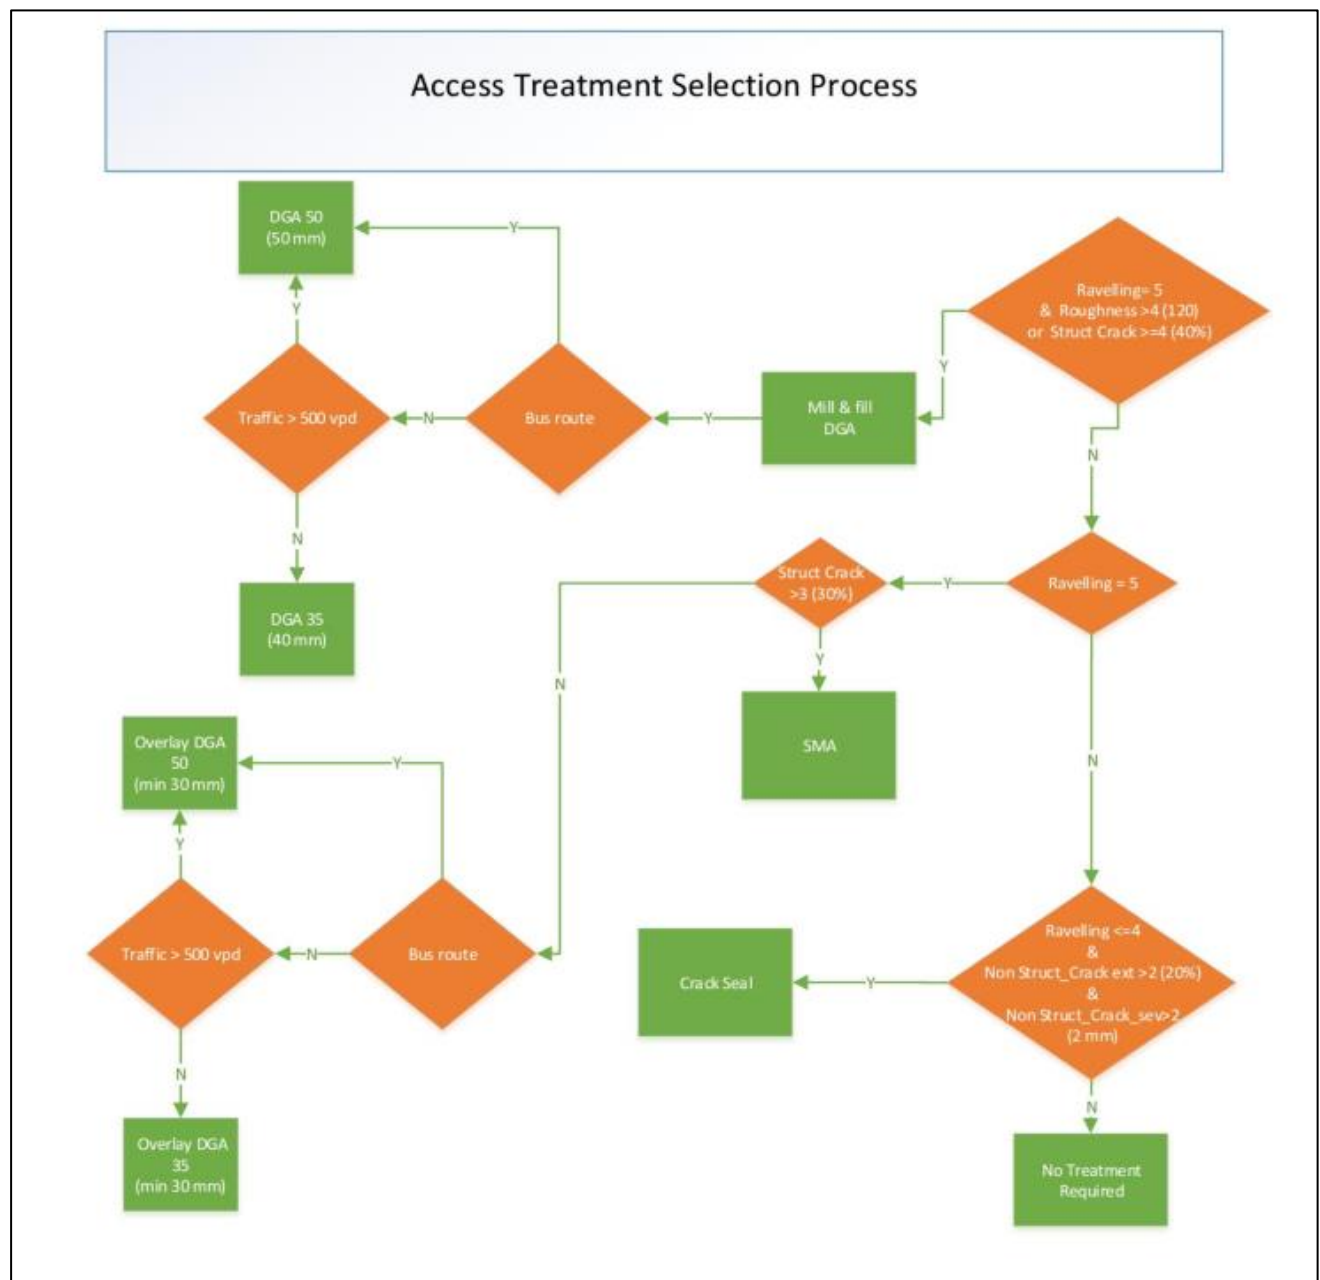 Access Treatment Selection Process
DGA 50
(50 mm)
Y
Ravelling= 5
& Roughness >4 (120)
or Struct Crack >=4 (40%)
Y
Y
Mill & fill
DGA
Traffic > 500 vpd
N
Bus route
Y
N
N
Struct Crack
>3 (30%)
Y
Ravelling = 5
DGA 35
(40 mm)
Y
N
Overlay DGA
50
(min 30 mm)
Y
SMA
N
Y
Traffic > 500 vpd
N
Bus route
Crack Seal
Y
Ravelling <=4
&
Non Struct_Crack ext >2 (20%)
&
Non Struct_Crack_sev>2
(2 mm)
N
N
Overlay DGA
35
(min 30 mm)
No Treatment
Required